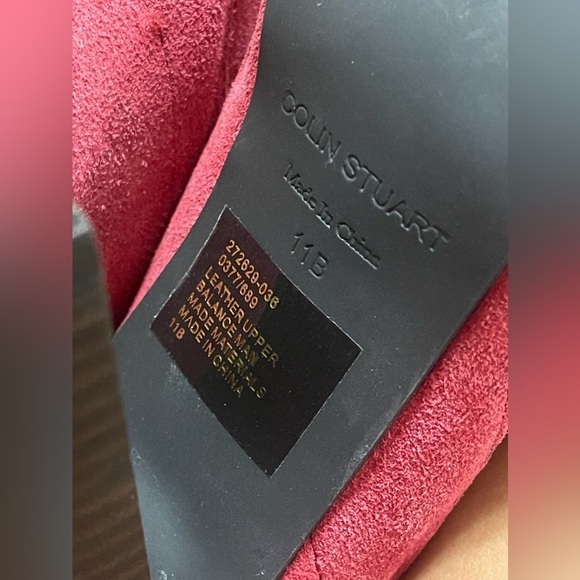 COLIN STUART
Made In China
11B
272629-036
0377/689
LEATHER UPPER
BALANCE MAN
MADE MATERIALS
MADE IN CHINA
11B